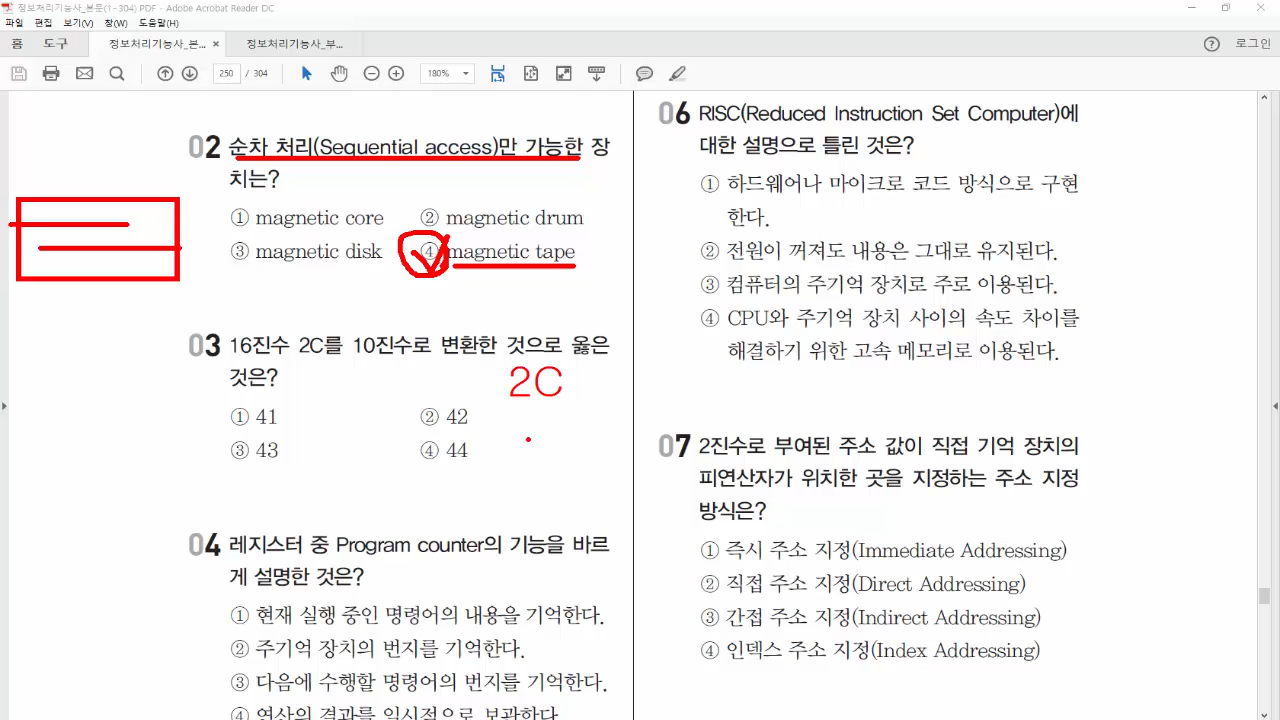 정보처리기능사_본문(1-304).PDF - Adobe Acrobat Reader DC
파일 편집 보기(V) 창(W) 도움말(H)
홈 도구 정보처리기능사_본... × 정보처리기능사_부... 로그인
250 / 304 180%
02 순차 처리(Sequential access)만 가능한 장
치는?
① magnetic core ② magnetic drum
③ magnetic disk ④ magnetic tape
03 16진수 2C를 10진수로 변환한 것으로 옳은
것은?
2C
① 41 ② 42
③ 43 ④ 44
04 레지스터 중 Program counter의 기능을 바르
게 설명한 것은?
① 현재 실행 중인 명령어의 내용을 기억한다.
② 주기억 장치의 번지를 기억한다.
③ 다음에 수행할 명령어의 번지를 기억한다.
④ 연산의 결과를 일시적으로 보관한다.
06 RISC(Reduced Instruction Set Computer)에
대한 설명으로 틀린 것은?
① 하드웨어나 마이크로 코드 방식으로 구현
한다.
② 전원이 꺼져도 내용은 그대로 유지된다.
③ 컴퓨터의 주기억 장치로 주로 이용된다.
④ CPU와 주기억 장치 사이의 속도 차이를
해결하기 위한 고속 메모리로 이용된다.
07 2진수로 부여된 주소 값이 직접 기억 장치의
피연산자가 위치한 곳을 지정하는 주소 지정
방식은?
① 즉시 주소 지정(Immediate Addressing)
② 직접 주소 지정(Direct Addressing)
③ 간접 주소 지정(Indirect Addressing)
④ 인덱스 주소 지정(Index Addressing)